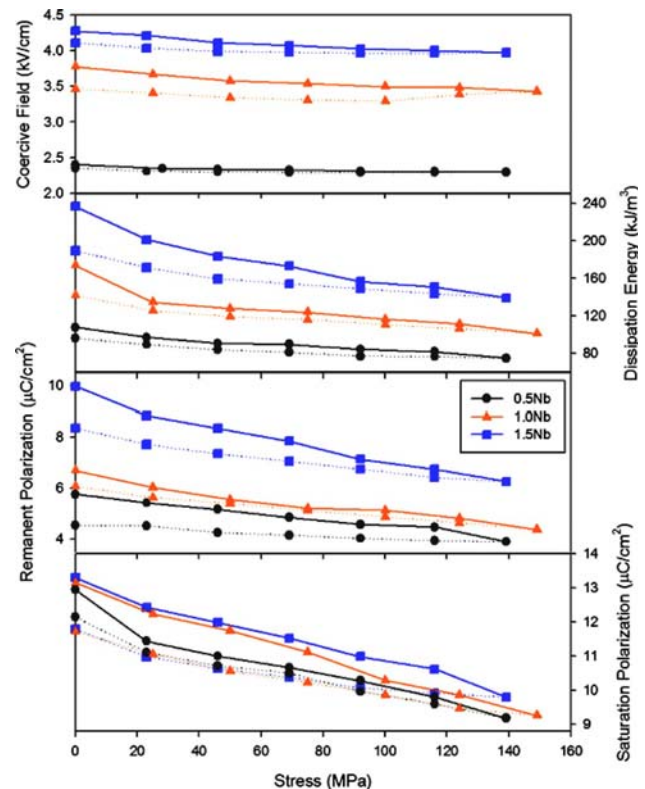 4.5
4.0
3.5
3.0
2.5
2.0
Coercive Field (kV/cm)
240
200
160
120
80
Dissipation Energy (kJ/m³)
10
8
6
4
Remanent Polarization (μC/cm²)
0.5Nb
1.0Nb
1.5Nb
14
13
12
11
10
9
Saturation Polarization (μC/cm²)
0 20 40 60 80 100 120 140 160
Stress (MPa)